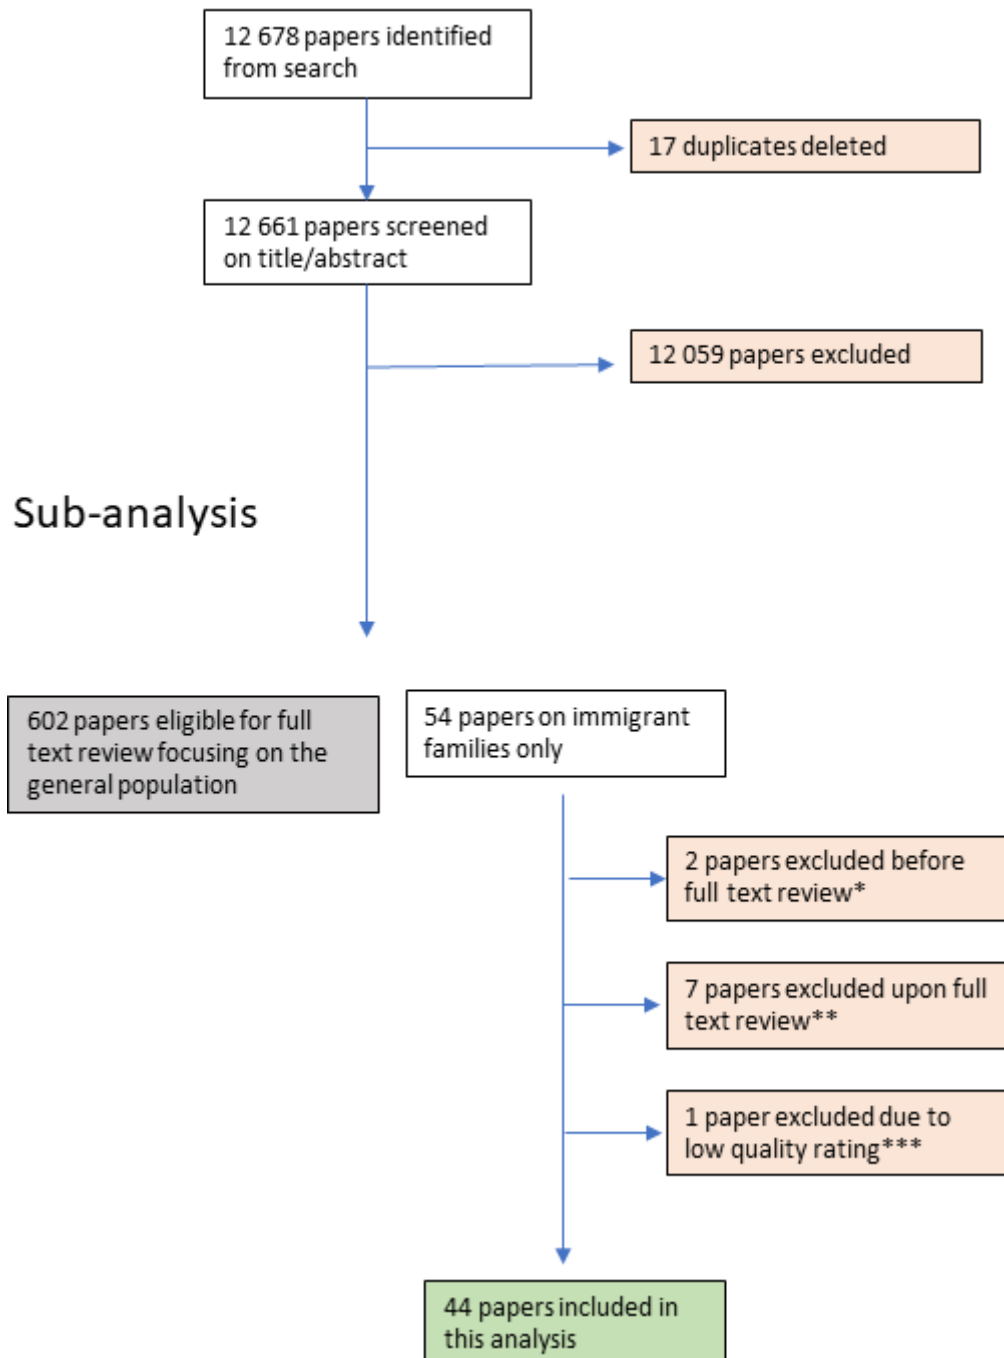 12 678 papers identified
from search
17 duplicates deleted
12 661 papers screened
on title/abstract
12 059 papers excluded
Sub-analysis
602 papers eligible for full
text review focusing on the
general population
54 papers on immigrant
families only
2 papers excluded before
full text review*
7 papers excluded upon full
text review**
1 paper excluded due to
low quality rating***
44 papers included in
this analysis